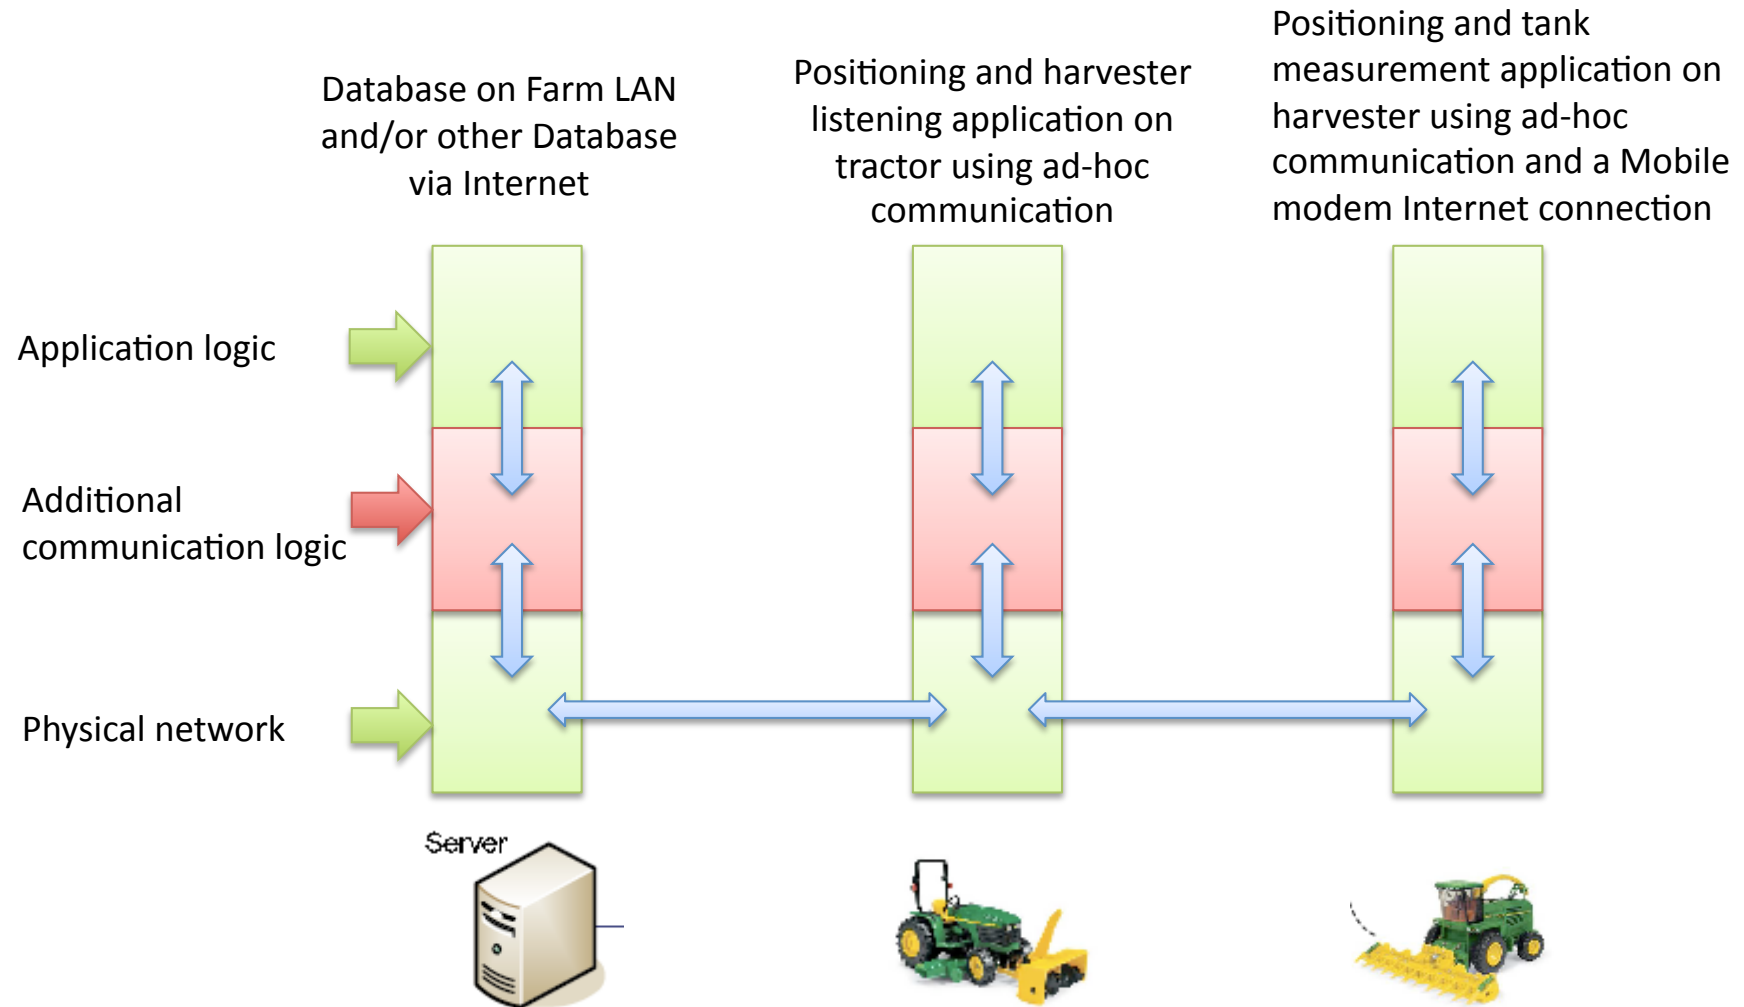 Database on Farm LAN
and/or other Database
via Internet
Positioning and harvester
listening application on
tractor using ad-hoc
communication
Positioning and tank
measurement application on
harvester using ad-hoc
communication and a Mobile
modem Internet connection
Application logic
Additional
communication logic
Physical network
Server